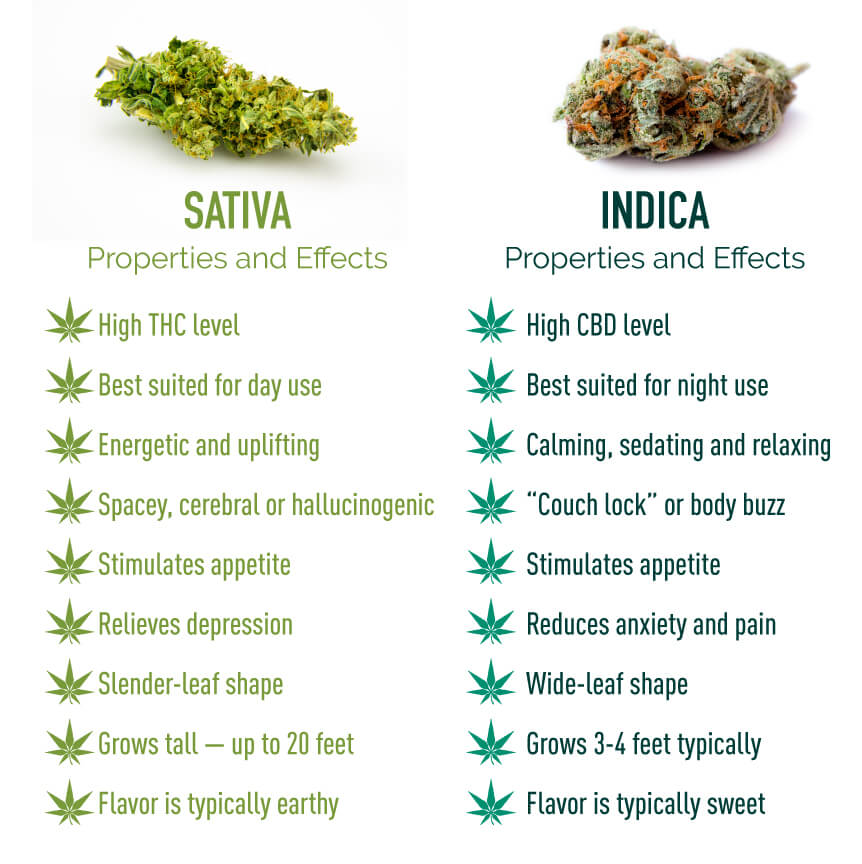 SATIVA
Properties and Effects
High THC level
Best suited for day use
Energetic and uplifting
Spacey, cerebral or hallucinogenic
Stimulates appetite
Relieves depression
Slender-leaf shape
Grows tall — up to 20 feet
Flavor is typically earthy
INDICA
Properties and Effects
High CBD level
Best suited for night use
Calming, sedating and relaxing
“Couch lock” or body buzz
Stimulates appetite
Reduces anxiety and pain
Wide-leaf shape
Grows 3-4 feet typically
Flavor is typically sweet